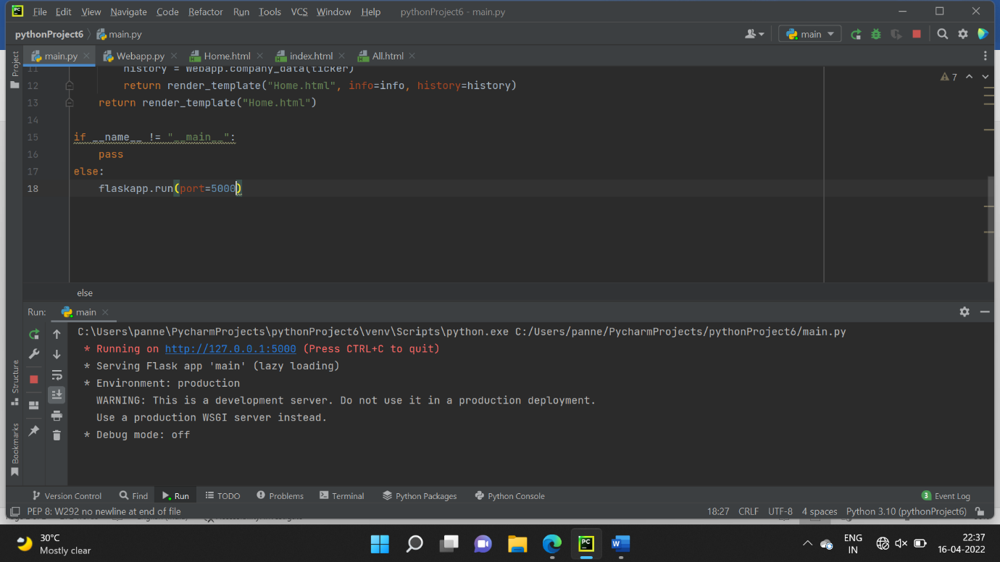 PC File Edit View Navigate Code Refactor Run Tools VCS Window Help pythonProject6 - main.py
pythonProject6 main.py main
Project
main.py Webapp.py Home.html index.html All.html
11 history = Webapp.company_data(ticker)
7
12 return render_template("Home.html", info=info, history=history)
13 return render_template("Home.html")
14
15 if __name__ != "__main__":
16 pass
17 else:
18 flaskapp.run(port=5000)
else
Run: main
C:\Users\panne\PycharmProjects\pythonProject6\venv\Scripts\python.exe C:/Users/panne/PycharmProjects/pythonProject6/main.py
* Running on http://127.0.0.1:5000 (Press CTRL+C to quit)
* Serving Flask app 'main' (lazy loading)
* Environment: production
WARNING: This is a development server. Do not use it in a production deployment.
Use a production WSGI server instead.
* Debug mode: off
Structure
Bookmarks
Version Control Find Run TODO Problems Terminal Python Packages Python Console 3 Event Log
PEP 8: W292 no newline at end of file 18:27 CRLF UTF-8 4 spaces Python 3.10 (pythonProject6)
30°C
Mostly clear
PC
W
ENG
IN
22:37
16-04-2022